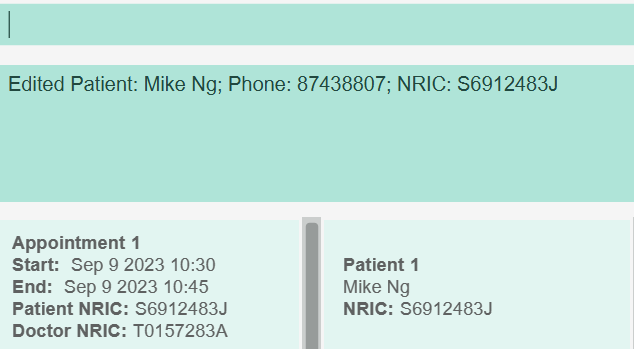 Edited Patient: Mike Ng; Phone: 87438807; NRIC: S6912483J
Appointment 1
Start: Sep 9 2023 10:30
End: Sep 9 2023 10:45
Patient NRIC: S6912483J
Doctor NRIC: T0157283A
Patient 1
Mike Ng
NRIC: S6912483J